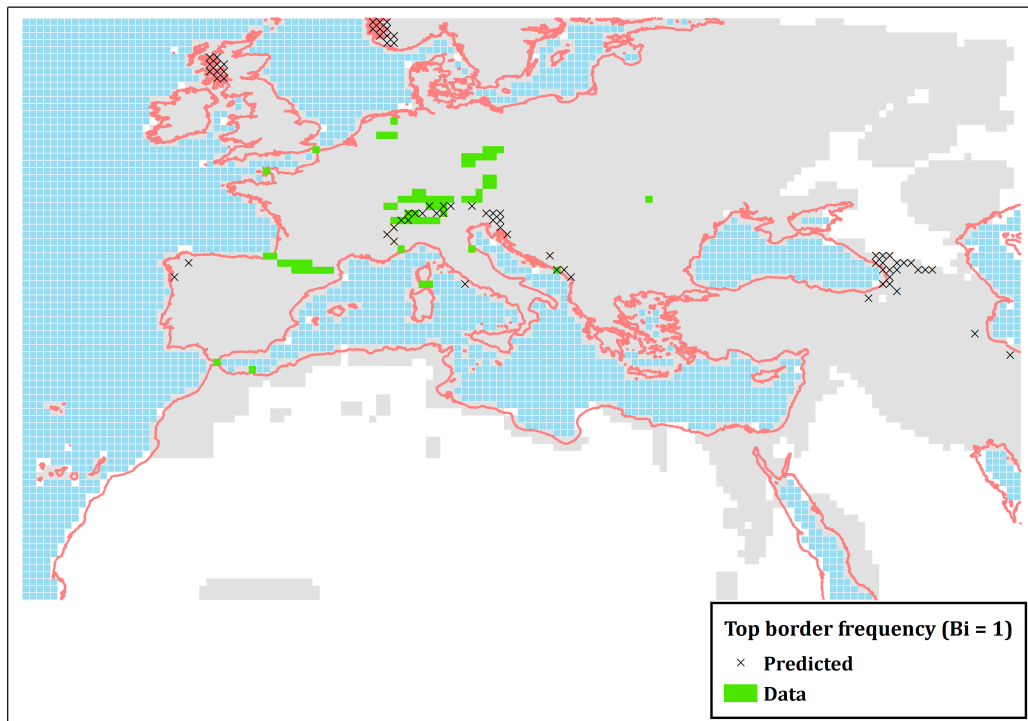 Top border frequency (Bi = 1)
Predicted
Data